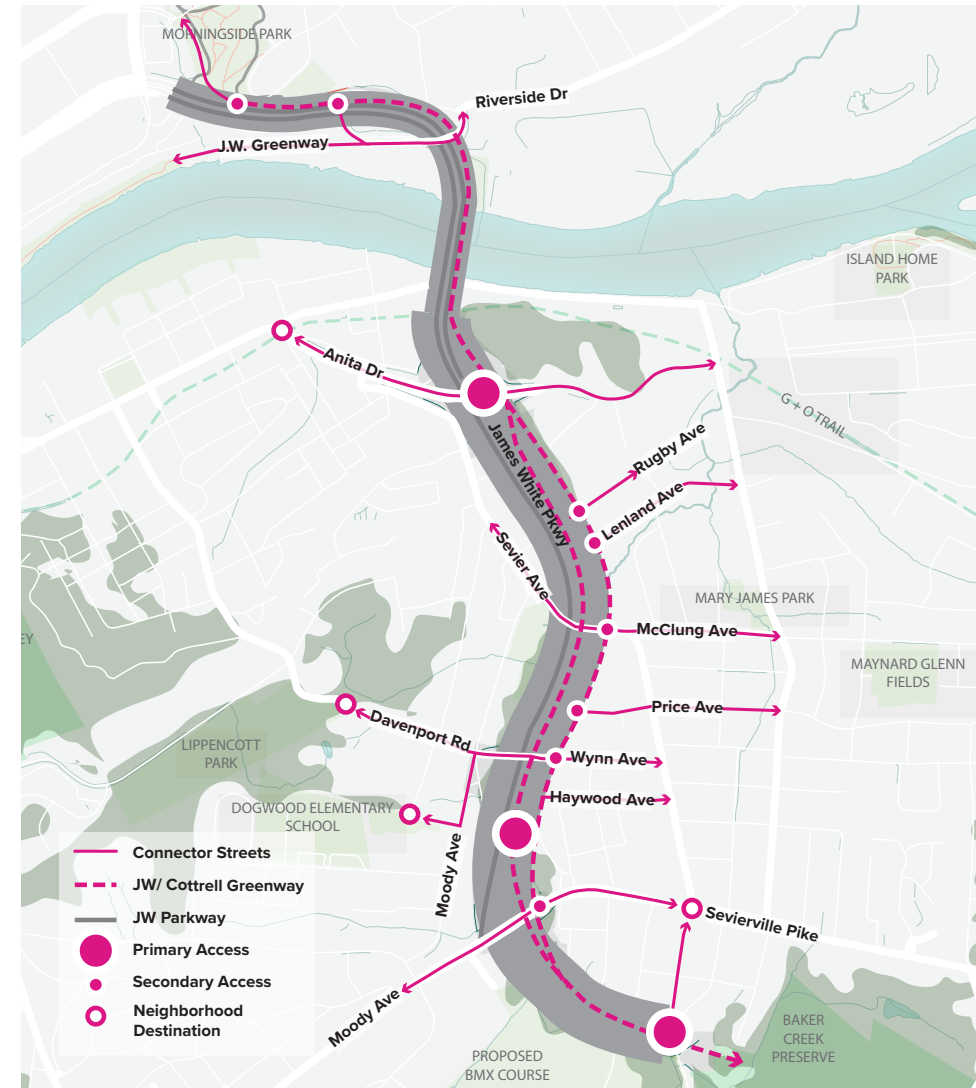 MORNINGSIDE PARK
Riverside Dr
J.W. Greenway
ISLAND HOME
PARK
Anita Dr
G + O TRAIL
James White Pkwy
Rugby Ave
Lenland Ave
Sevier Ave
MARY JAMES PARK
McClung Ave
EY
MAYNARD GLENN
FIELDS
Price Ave
Davenport Rd
LIPPENCOTT
PARK
Wynn Ave
Haywood Ave
DOGWOOD ELEMENTARY
SCHOOL
Moody Ave
Sevierville Pike
Moody Ave
BAKER
CREEK
PRESERVE
PROPOSED
BMX COURSE
Connector Streets
JW/ Cottrell Greenway
JW Parkway
Primary Access
Secondary Access
Neighborhood
Destination